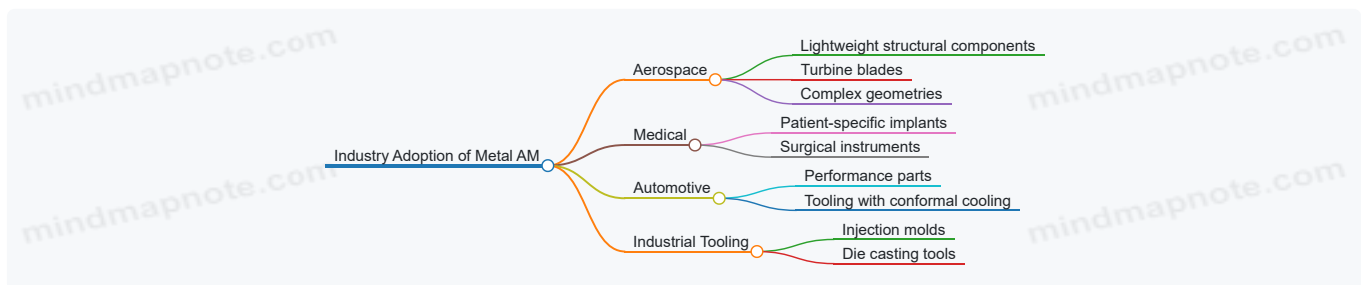 mindmapnote.com
mindmapnote.com
Industry Adoption of Metal AM
Aerospace
Lightweight structural components
Turbine blades
Complex geometries
Medical
Patient-specific implants
Surgical instruments
Automotive
Performance parts
Tooling with conformal cooling
Industrial Tooling
Injection molds
Die casting tools
mindmapnote.com
mindmapnote.com